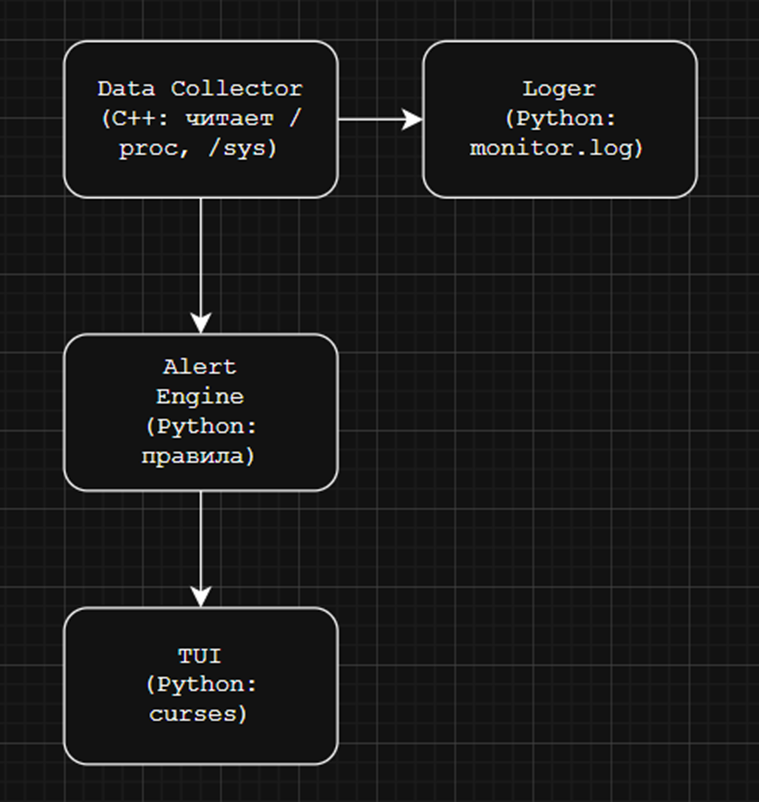 Data Collector
(C++: читает /
proc, /sys)
Loger
(Python:
monitor.log)
Alert
Engine
(Python:
правила)
TUI
(Python:
curses)